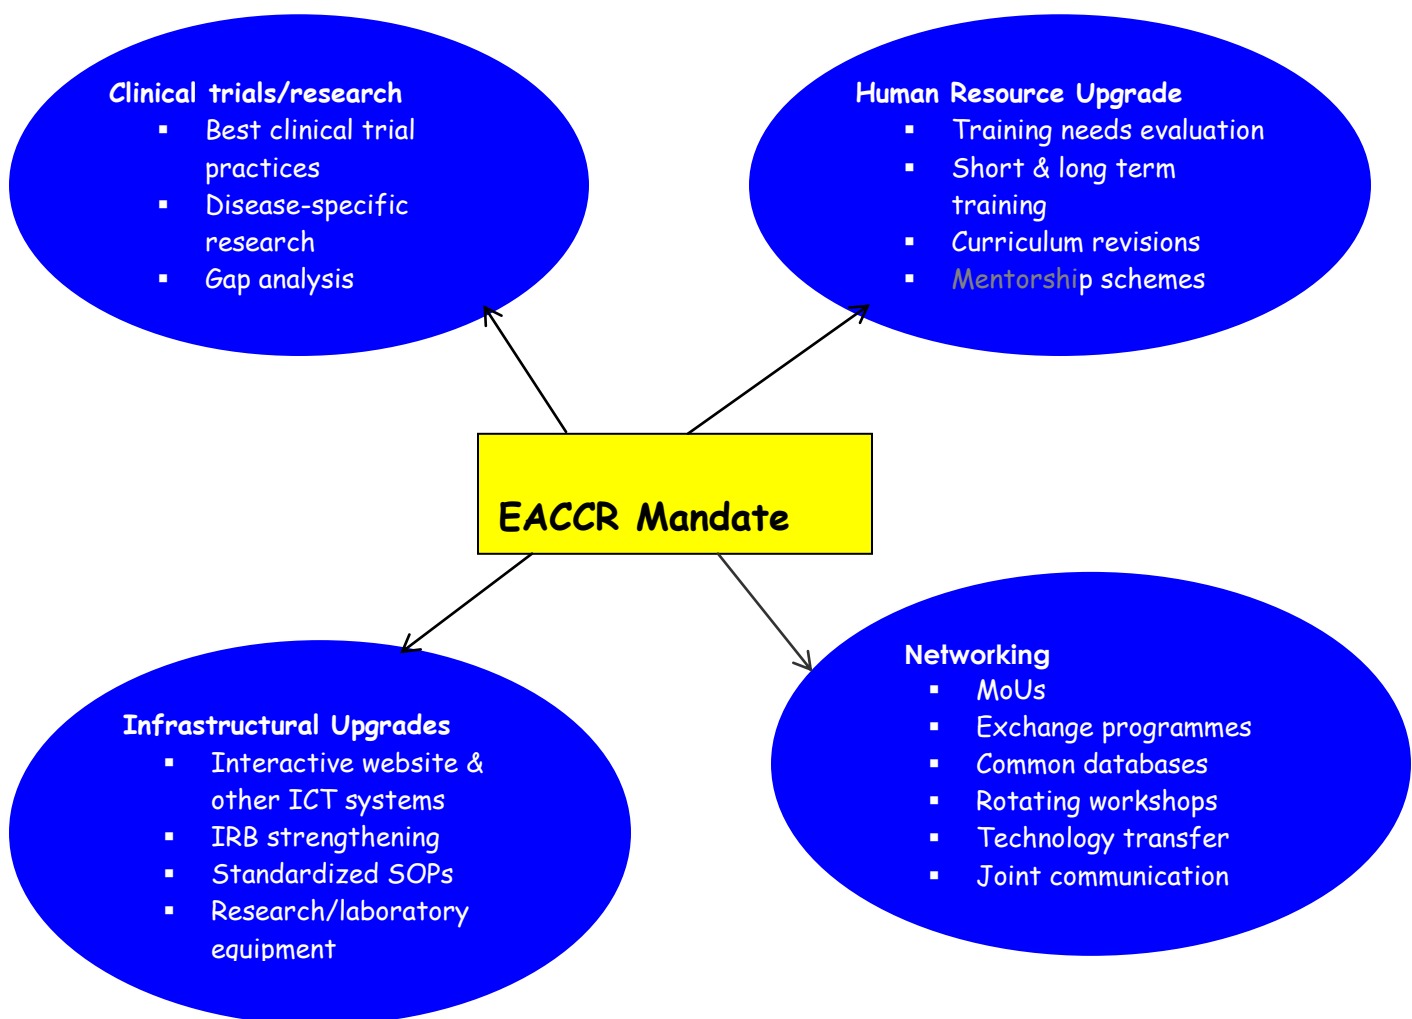 Clinical trials/research
▪ Best clinical trial
practices
▪ Disease-specific
research
▪ Gap analysis
Human Resource Upgrade
▪ Training needs evaluation
▪ Short & long term
training
▪ Curriculum revisions
▪ Mentorship schemes
EACCR Mandate
Infrastructural Upgrades
▪ Interactive website &
other ICT systems
▪ IRB strengthening
▪ Standardized SOPs
▪ Research/laboratory
equipment
Networking
▪ MoUs
▪ Exchange programmes
▪ Common databases
▪ Rotating workshops
▪ Technology transfer
▪ Joint communication